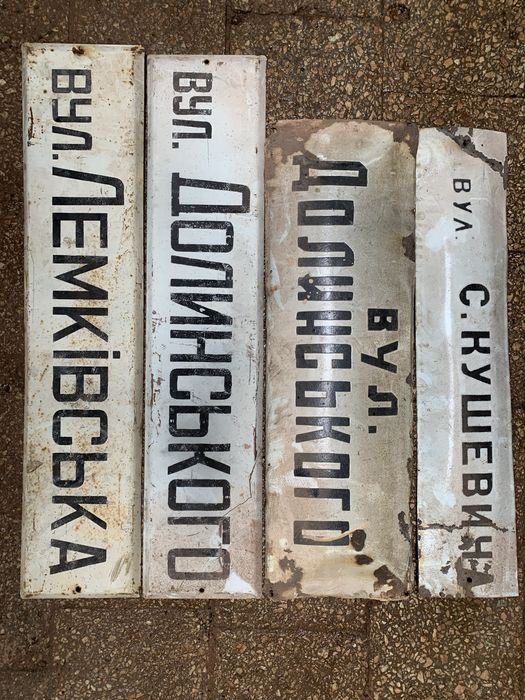 вул. Лемківська
вул. Долинського
вул.
Долинського
вул. С. Кушевича